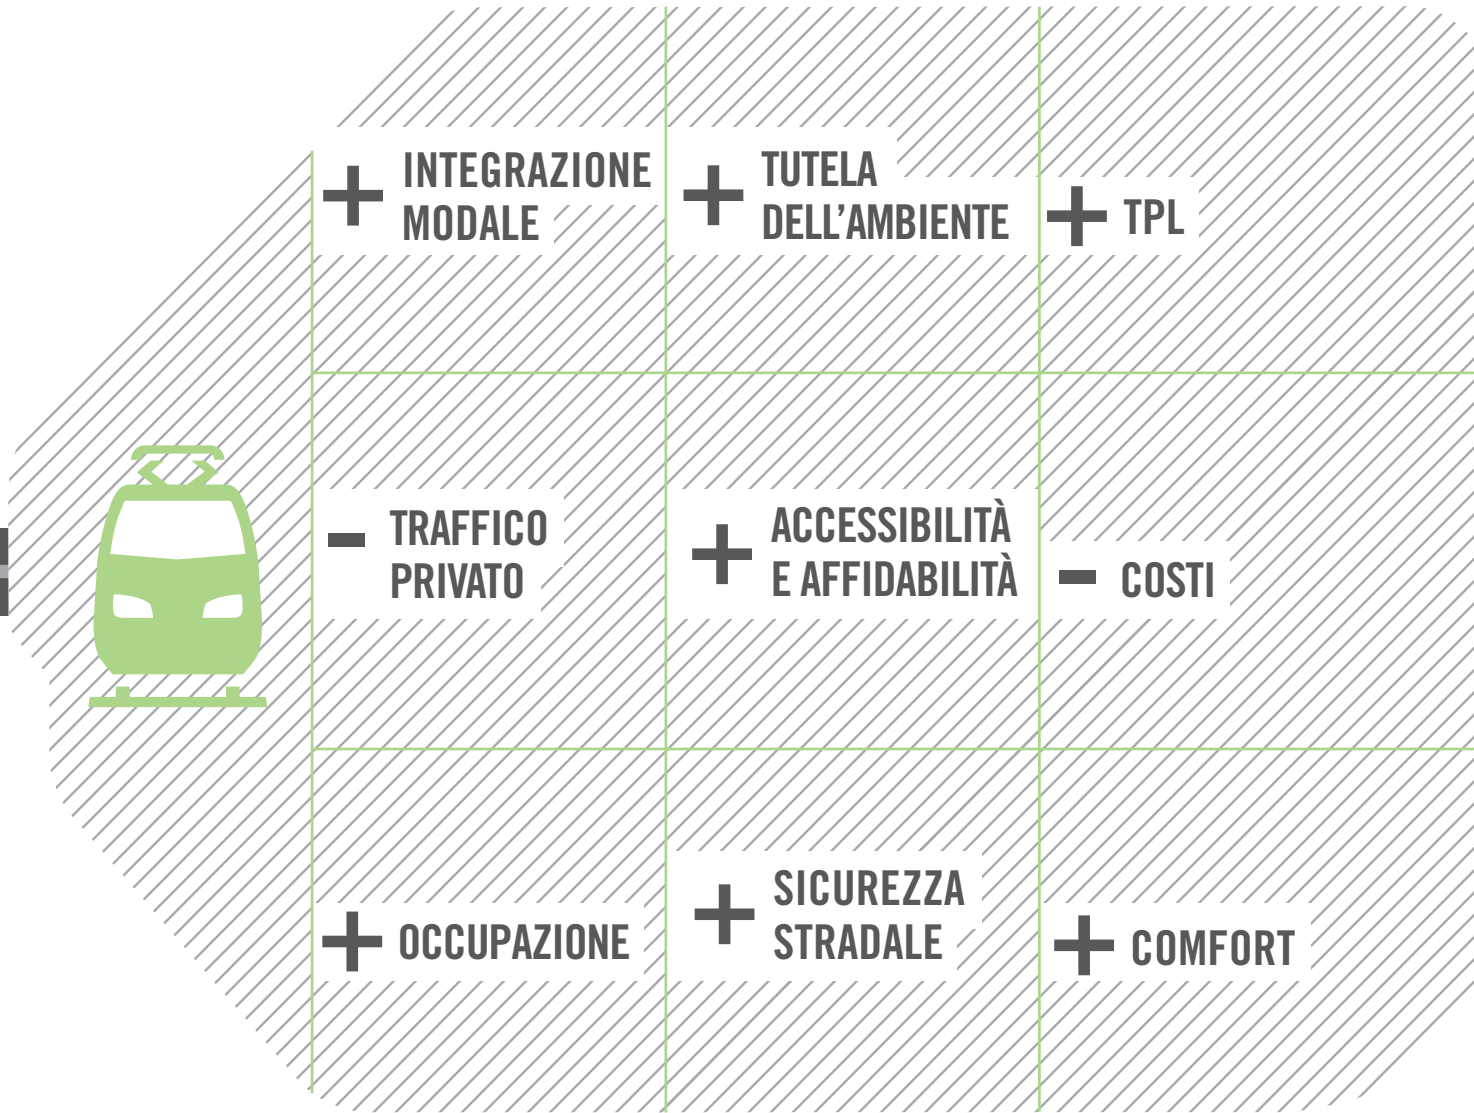 + INTEGRAZIONE
MODALE
+ TUTELA
DELL'AMBIENTE
+ TPL
- TRAFFICO
PRIVATO
+ ACCESSIBILITÀ
E AFFIDABILITÀ
- COSTI
+ OCCUPAZIONE
+ SICUREZZA
STRADALE
+ COMFORT